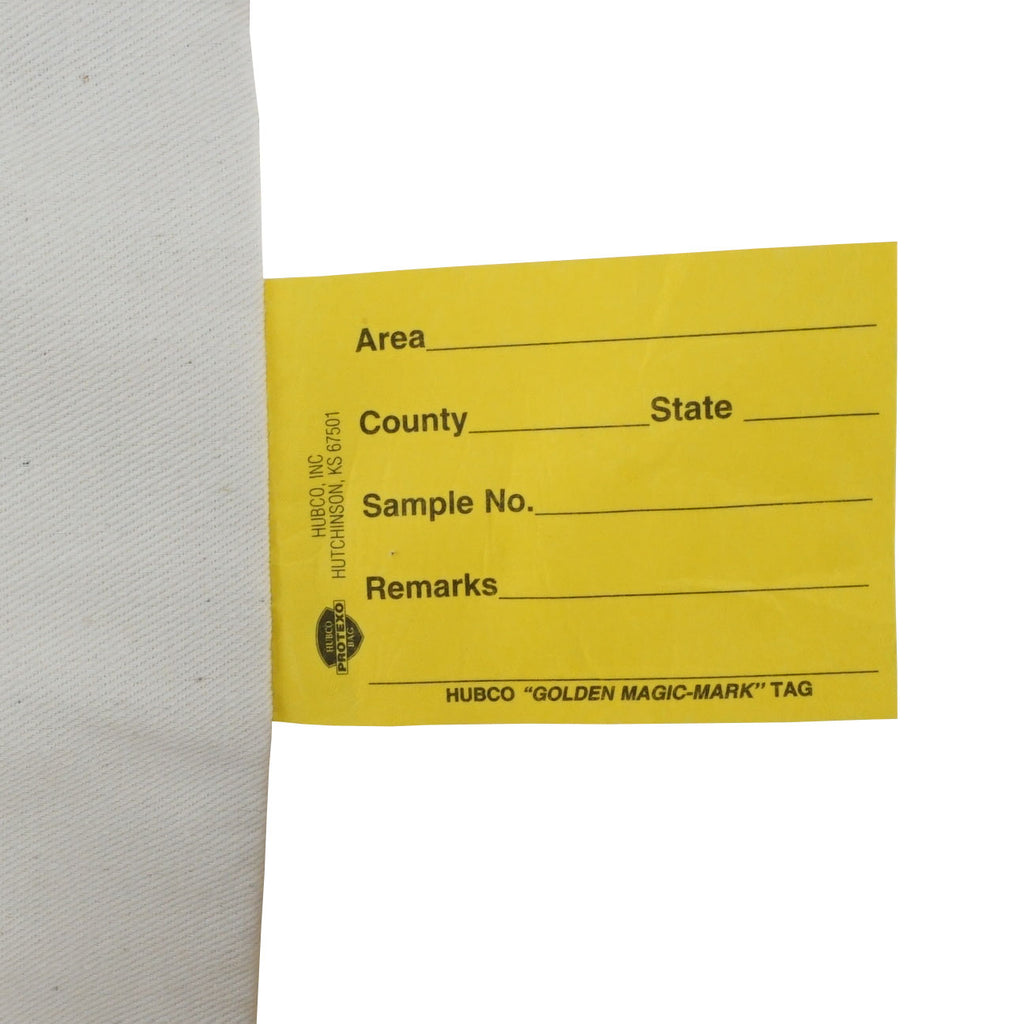 Area
County State
Sample No.
Remarks
HUBCO "GOLDEN MAGIC-MARK" TAG
HUBCO, INC
HUTCHINSON, KS 67501
HUBCO
PROTEXO
BAG